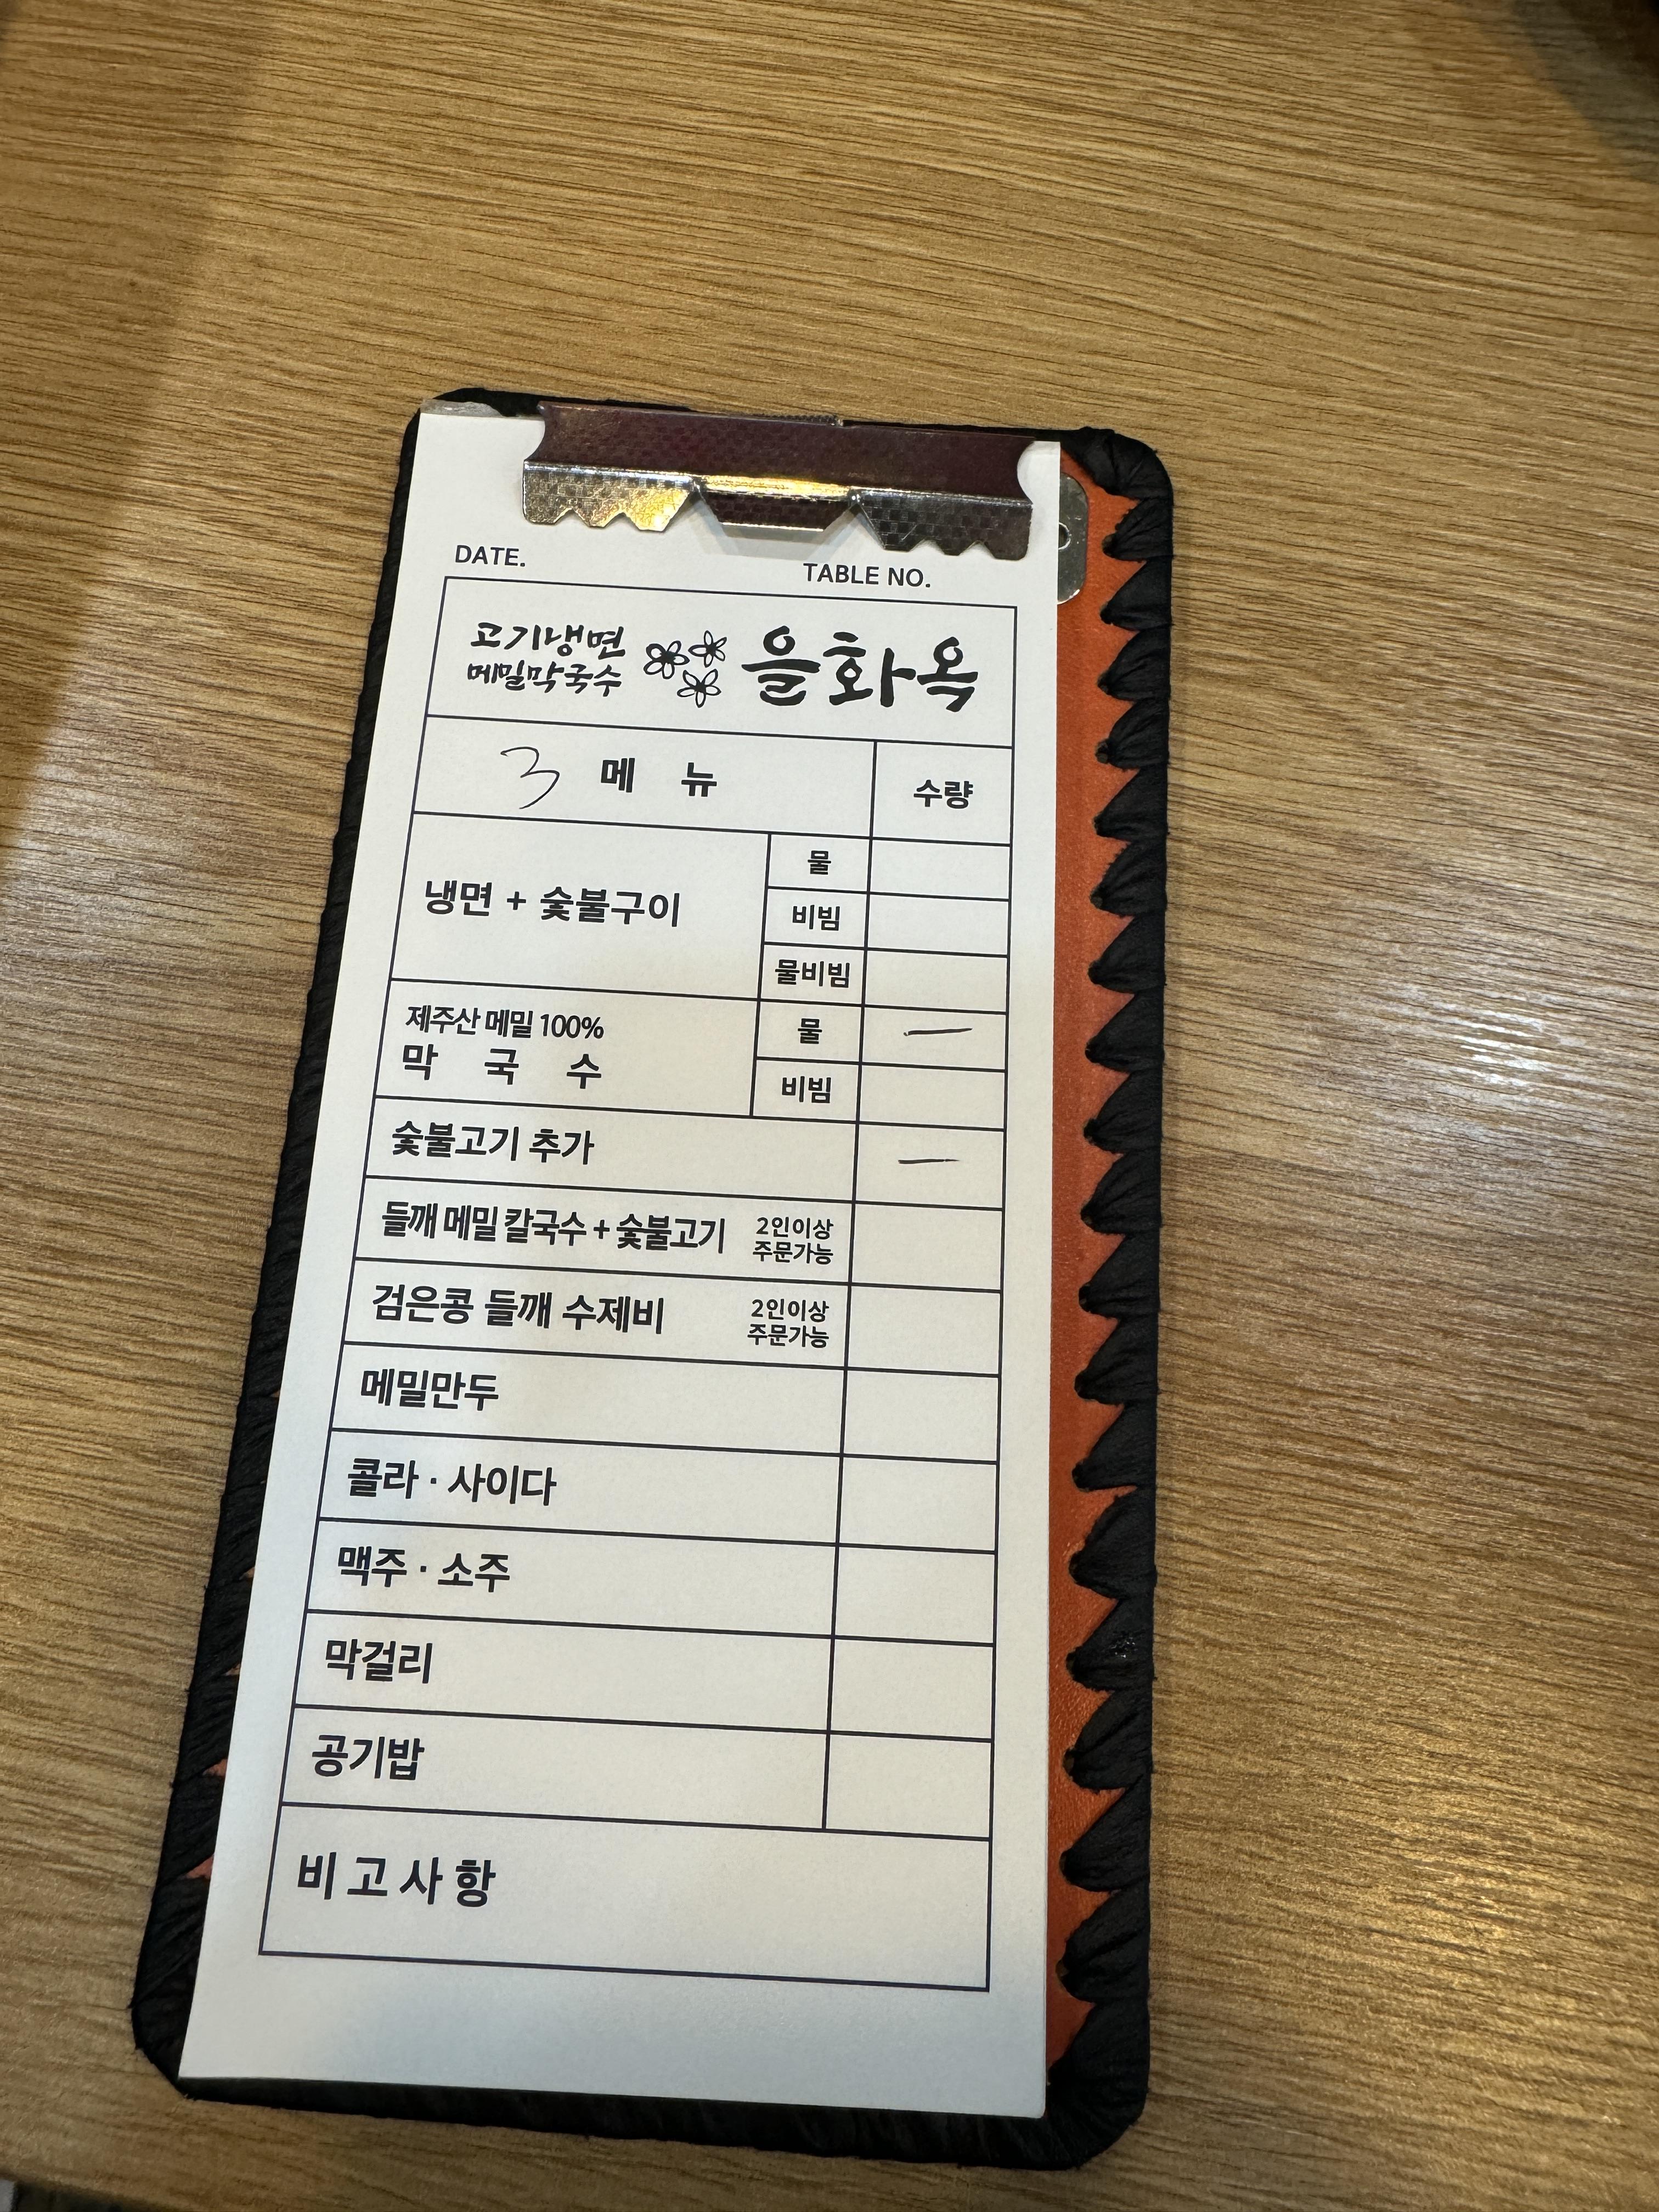 DATE. TABLE NO.
고기냉면
메밀막국수
을화옥
3 메 뉴 수량
냉면 + 숯불구이 물
비빔
물비빔
제주산 메밀 100%
막 국 수
물 —
비빔
숯불고기 추가 —
들깨 메밀 칼국수 + 숯불고기 2인이상
주문가능
검은콩 들깨 수제비 2인이상
주문가능
메밀만두
콜라 · 사이다
맥주 · 소주
막걸리
공기밥
비고사항